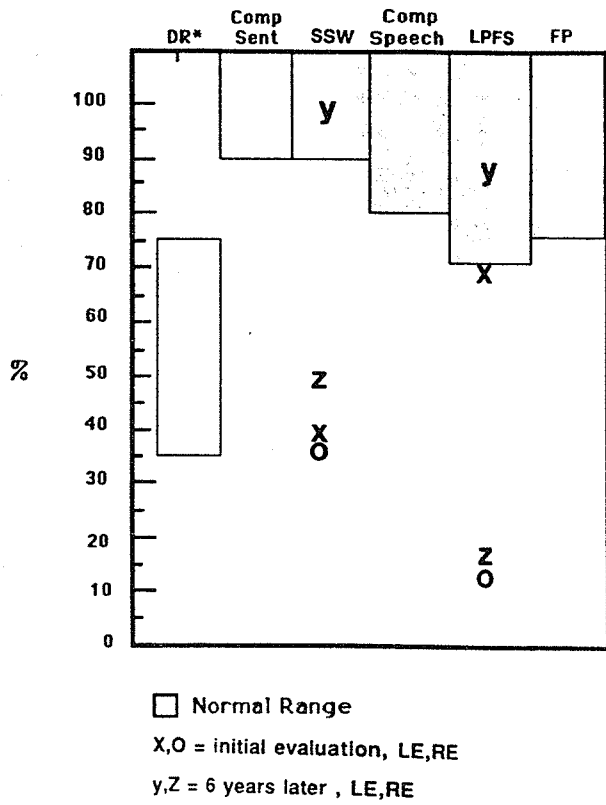 DR* Comp Sent SSW Comp Speech LPFS FP
100
90
80
70
60
50
40
30
20
10
0
%
y
y
X
Z
X
O
Z
O
Normal Range
X,O = initial evaluation, LE,RE
y,Z = 6 years later , LE,RE